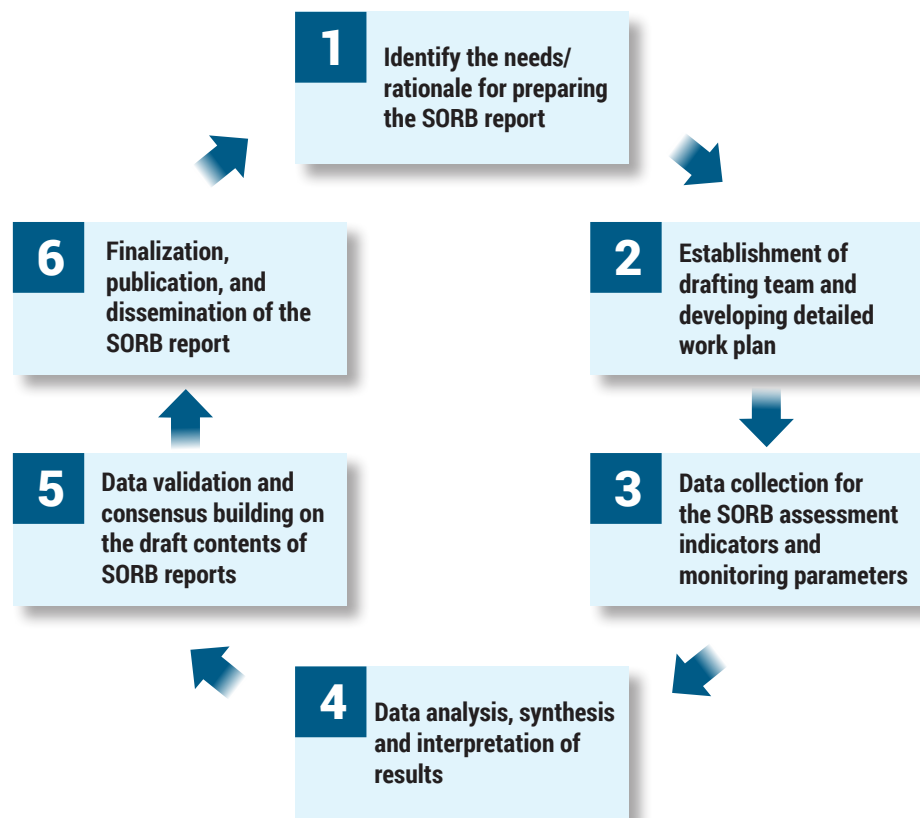 1
Identify the needs/
rationale for preparing
the SORB report
2
Establishment of
drafting team and
developing detailed
work plan
3
Data collection for
the SORB assessment
indicators and
monitoring parameters
4
Data analysis, synthesis
and interpretation of
results
5
Data validation and
consensus building on
the draft contents of
SORB reports
6
Finalization,
publication, and
dissemination of the
SORB report